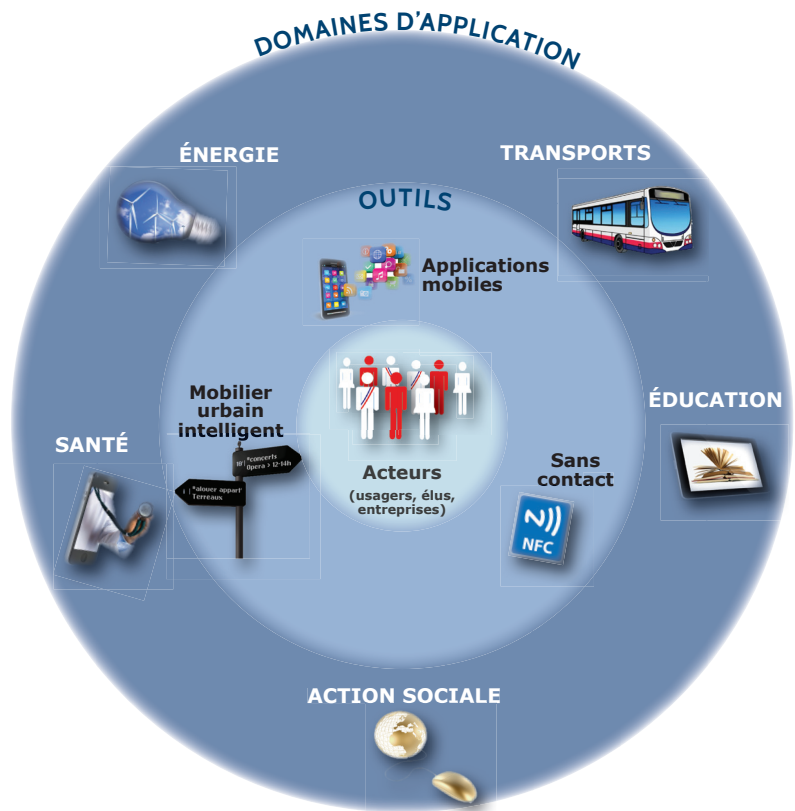 DOMAINES D'APPLICATION
ÉNERGIE
TRANSPORTS
OUTILS
Applications
mobiles
Mobilier
urbain
intelligent
ÉDUCATION
SANTÉ
*concerts
Opera > 12-14h
*alouer appart'
Terreaux
Acteurs
(usagers, élus,
entreprises)
Sans
contact
NFC
ACTION SOCIALE